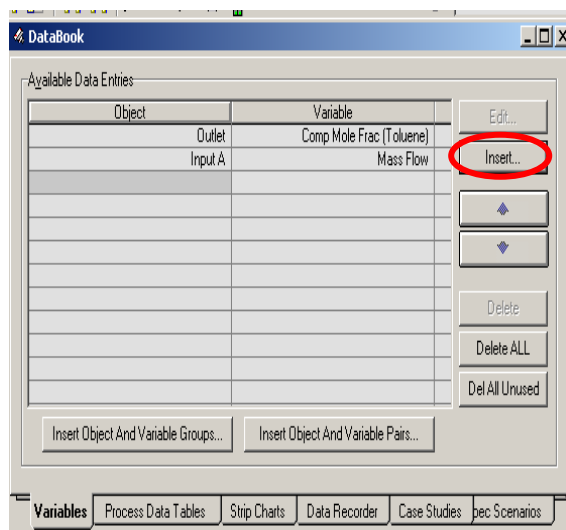 DataBook
Available Data Entries
Object Variable Edit...
Outlet Comp Mole Frac (Toluene)
Input A Mass Flow Insert...
Delete
Delete ALL
Del All Unused
Insert Object And Variable Groups... Insert Object And Variable Pairs...
Variables Process Data Tables Strip Charts Data Recorder Case Studies pec Scenarios